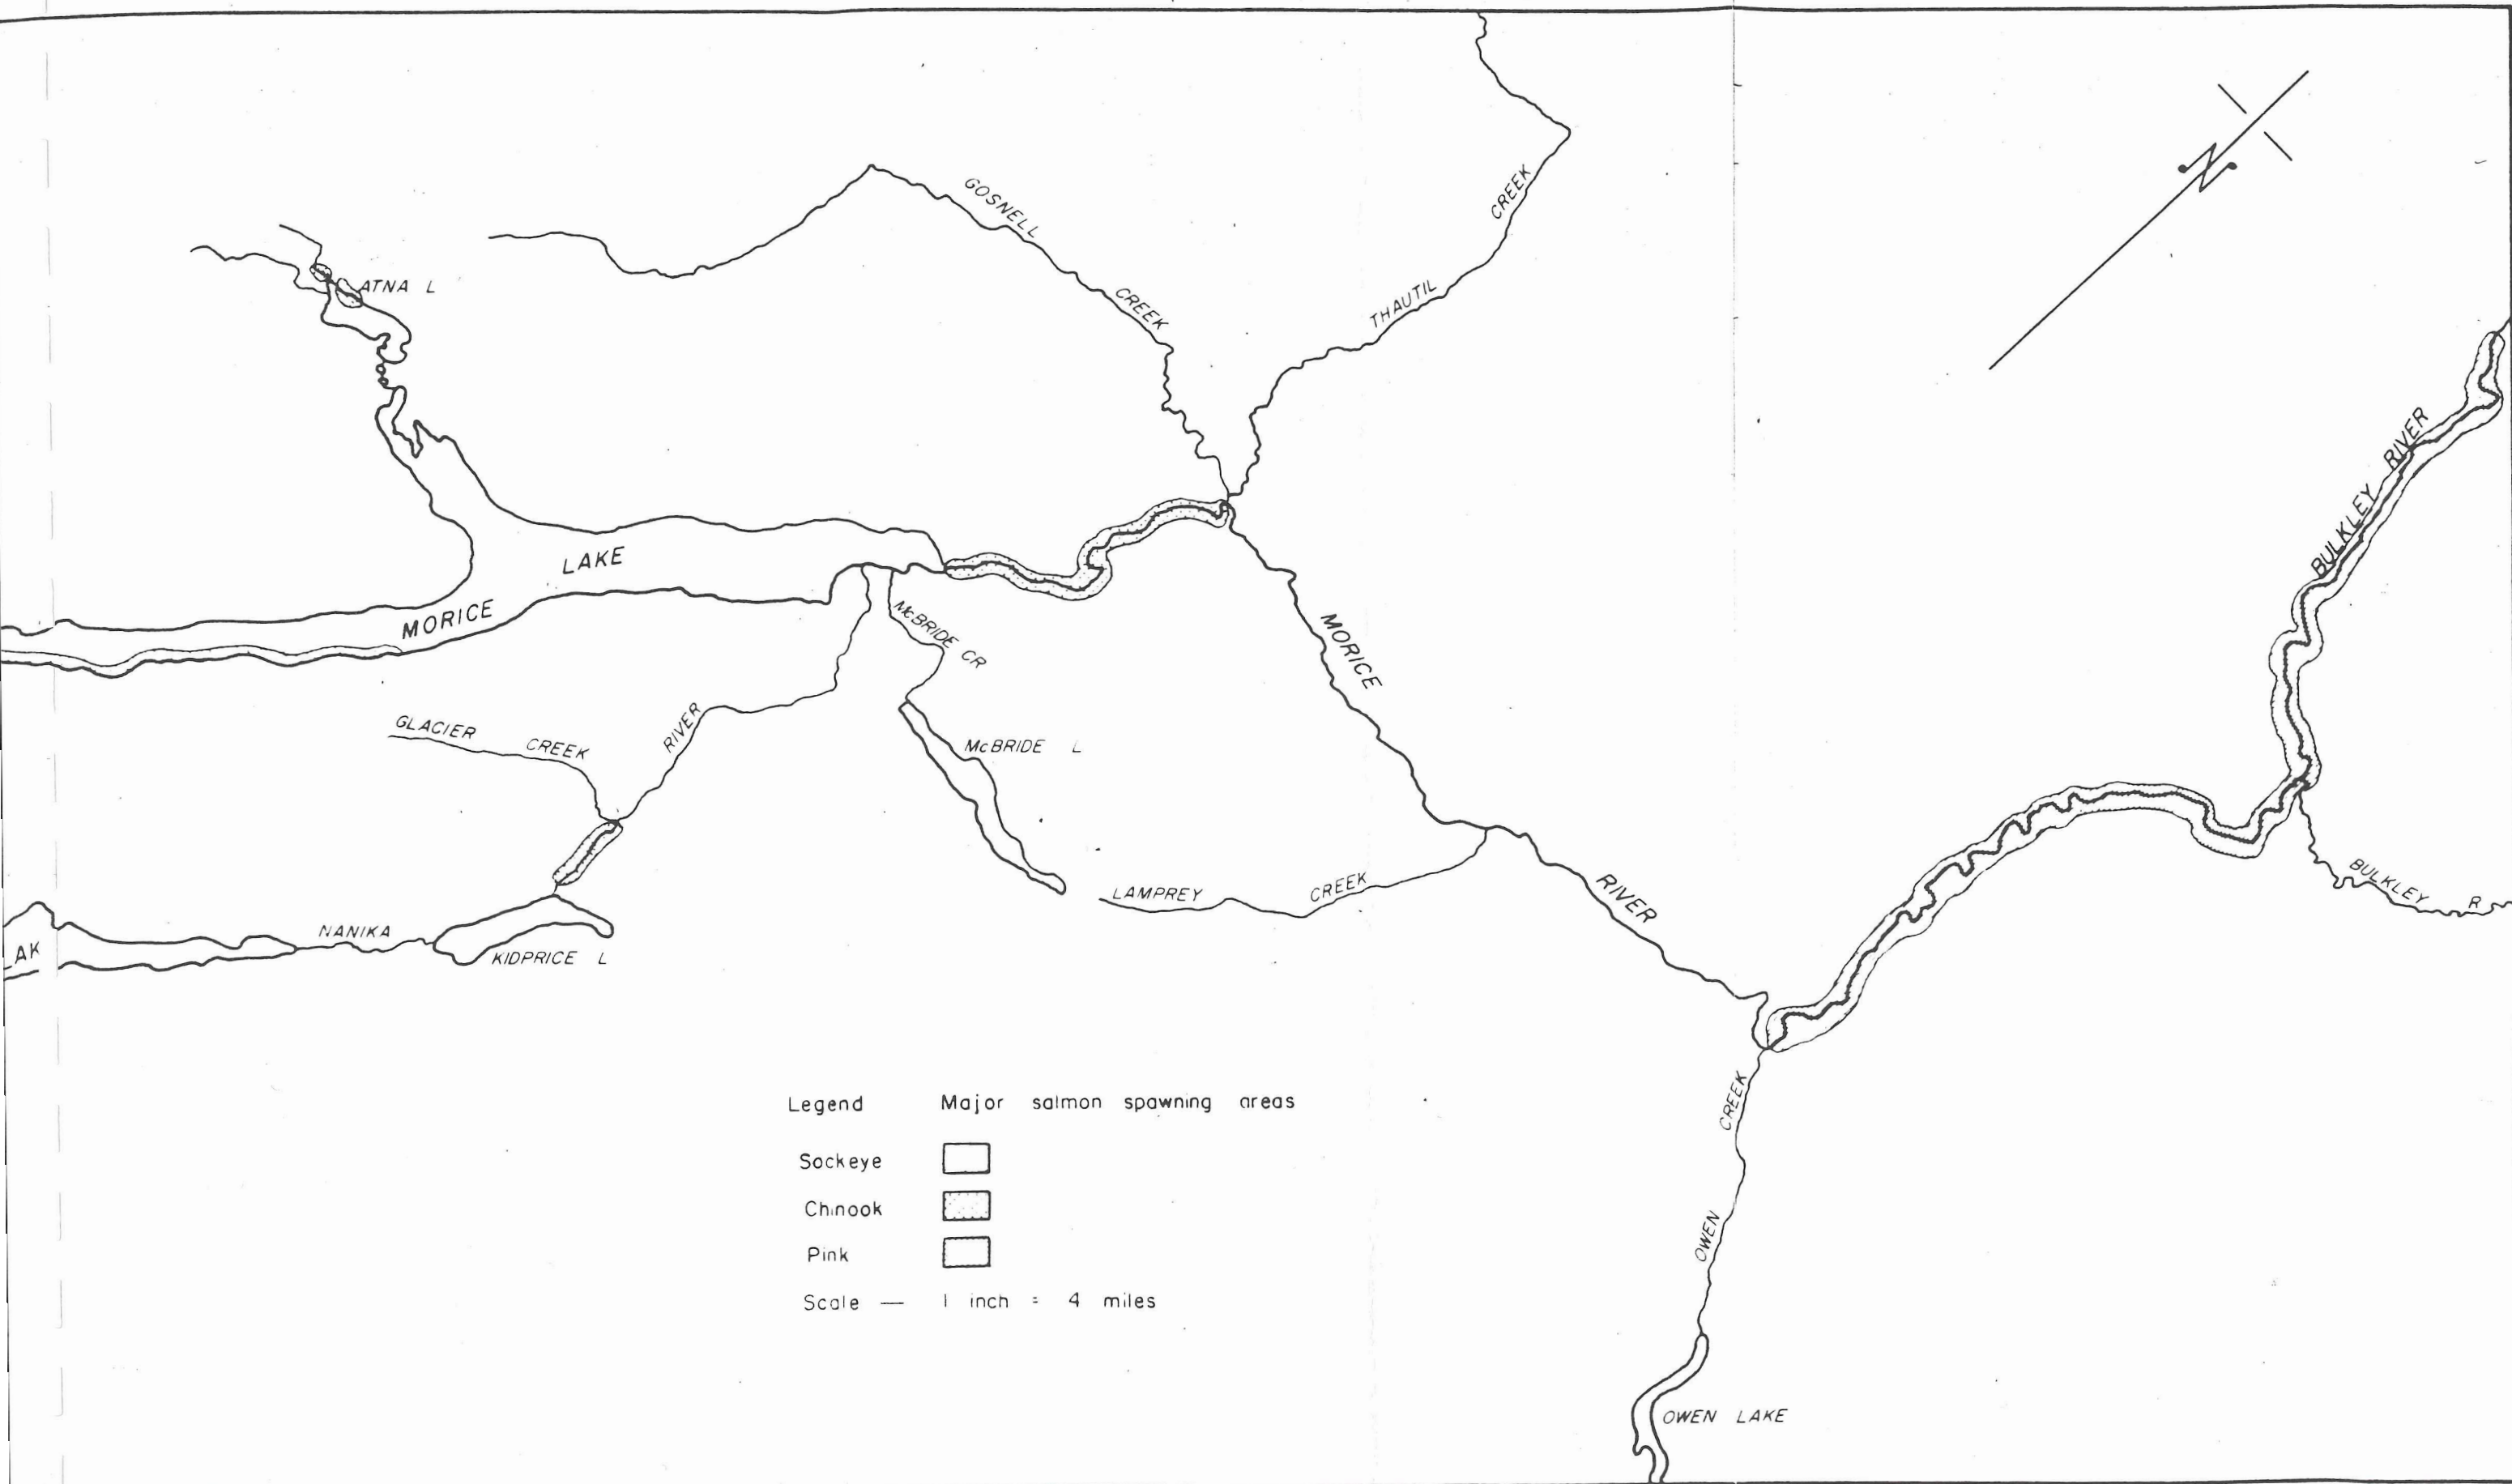 GOSNELL
CREEK
THAUTIL
CREEK
N
ATNA L
BULKLEY RIVER
MORICE
LAKE
McBRIDE CR
MORICE
RIVER
GLACIER CREEK
RIVER
McBRIDE L
LAMPREY CREEK
BULKLEY R
NANIKA
LAK
KIDPRICE L
Legend Major salmon spawning areas
Sockeye
Chinook
Pink
Scale — 1 inch = 4 miles
CREEK
OWEN
OWEN LAKE